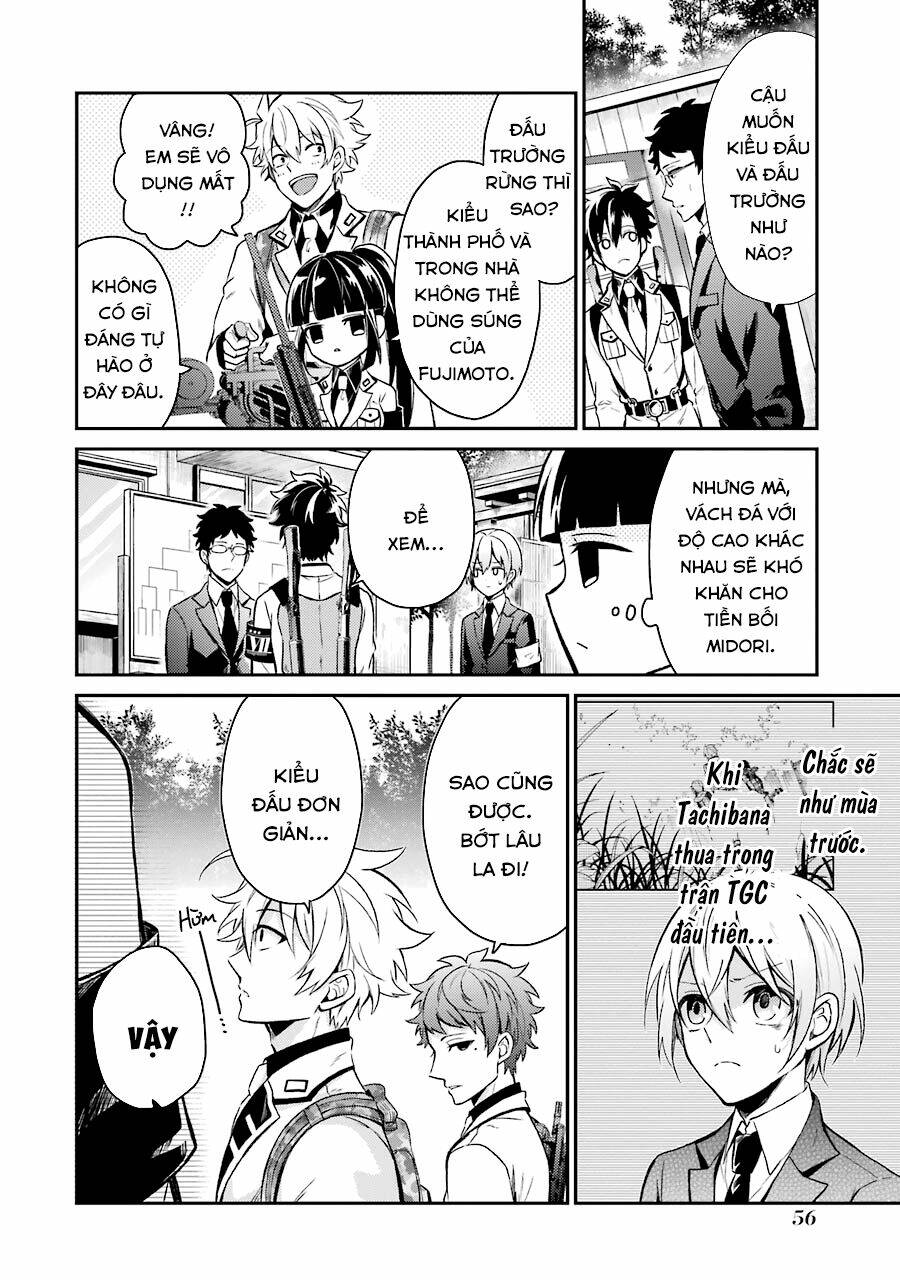 CẬU
MUỐN
KIỂU ĐẤU
VÀ ĐẤU
TRƯỜNG
NHƯ
NÀO?
ĐẤU
TRƯỜNG
RỪNG THÌ
SAO?
KIỂU
THÀNH PHỐ VÀ
TRONG NHÀ
KHÔNG THỂ
DÙNG SÚNG
CỦA
FUJIMOTO.
VÂNG!
EM SẼ VÔ
DỤNG MẤT
!!
KHÔNG
CÓ GÌ
ĐÁNG TỰ
HÀO Ở
ĐÂY ĐÂU.
NHƯNG MÀ,
VÁCH ĐÁ VỚI
ĐỘ CAO KHÁC
NHAU SẼ KHÓ
KHĂN CHO
TIỀN BỐI
MIDORI.
ĐỂ
XEM...
VII
Chắc sẽ
như mùa
trước.
Khi
Tachibana
thua trong
trận TGC
đầu tiên...
SAO CŨNG
ĐƯỢC.
BỚT LÂU
LA ĐI!
KIỂU
ĐẤU ĐƠN
GIẢN...
Hừm
VẬY
56